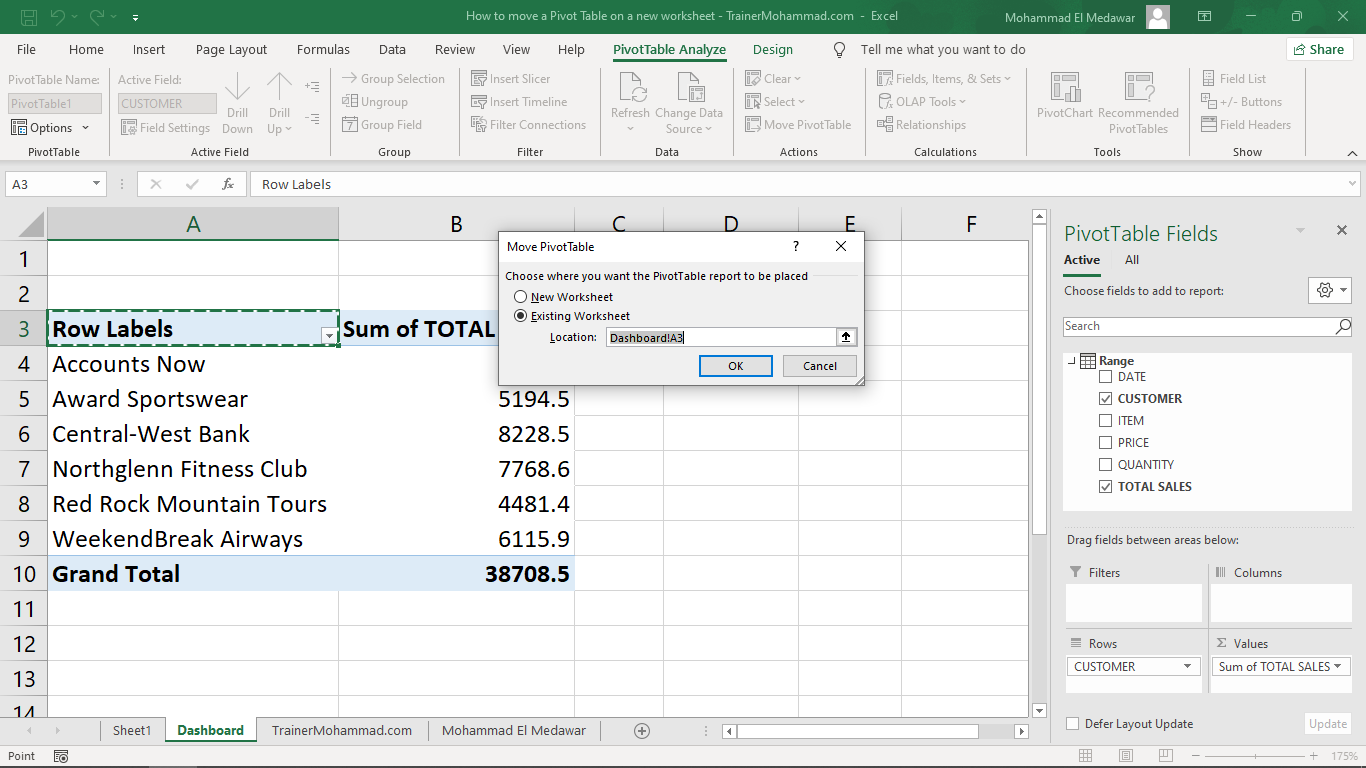 How to move a Pivot Table on a new worksheet - TrainerMohammad.com - Excel
Mohammad El Medawar
File Home Insert Page Layout Formulas Data Review View Help PivotTable Analyze Design Tell me what you want to do Share
PivotTable Name:
PivotTable1
Options
PivotTable
Active Field:
CUSTOMER
Field Settings
Drill Down
Drill Up
Active Field
Group Selection
Ungroup
Group Field
Group
Insert Slicer
Insert Timeline
Filter Connections
Filter
Refresh
Change Data Source
Data
Clear
Select
Move PivotTable
Actions
Fields, Items, & Sets
OLAP Tools
Relationships
Calculations
PivotChart
Recommended PivotTables
Tools
Field List
+/- Buttons
Field Headers
Show
A3 fx Row Labels
A B C D E F
1
2
3 Row Labels Sum of TOTAL
4 Accounts Now
5 Award Sportswear 5194.5
6 Central-West Bank 8228.5
7 Northglenn Fitness Club 7768.6
8 Red Rock Mountain Tours 4481.4
9 WeekendBreak Airways 6115.9
10 Grand Total 38708.5
11
12
13
14
Move PivotTable ?
Choose where you want the PivotTable report to be placed
New Worksheet
Existing Worksheet
Location: Dashboard!A3
OK Cancel
PivotTable Fields
Active All
Choose fields to add to report:
Search
Range
DATE
CUSTOMER
ITEM
PRICE
QUANTITY
TOTAL SALES
Drag fields between areas below:
Filters
Columns
Rows
Σ Values
CUSTOMER
Sum of TOTAL SALES
Defer Layout Update
Update
Sheet1 Dashboard TrainerMohammad.com Mohammad El Medawar
Point
175%